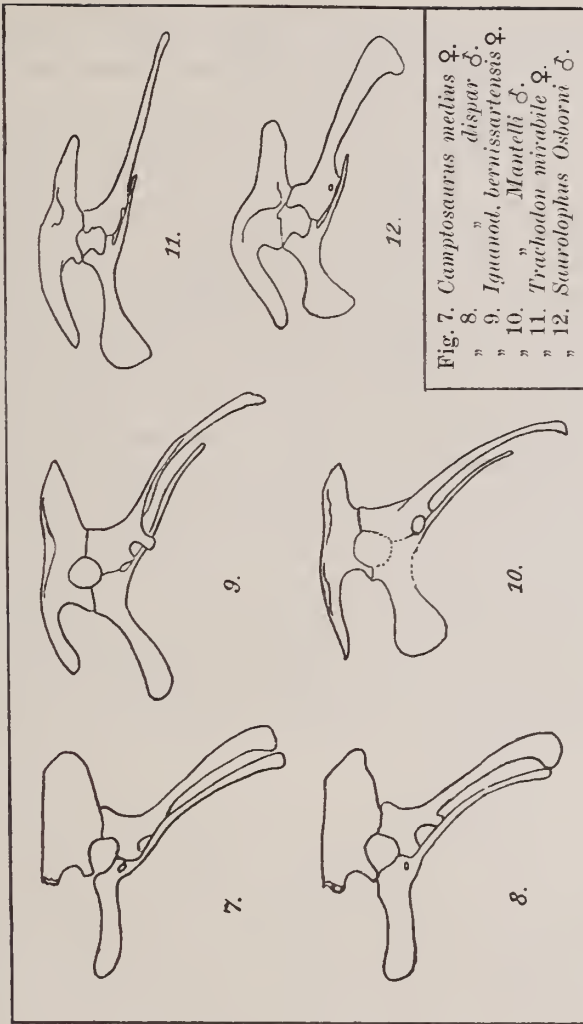 7.
8.
9.
10.
11.
12.
Fig. 7. Camptosaurus medius ♀.
„ 8. „ dispar ♂.
„ 9. Iguanod. bernissartensis ♀.
„ 10. „ Mantelli ♂.
„ 11. Trachodon mirabile ♀.
„ 12. Saurolophus Osborni ♂.